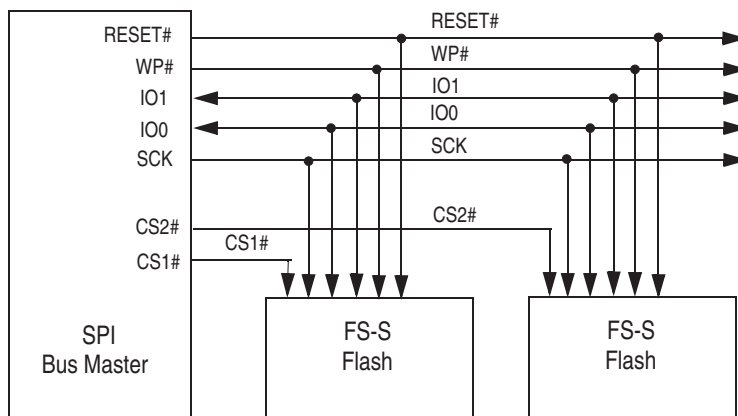 RESET#
RESET#
WP#
WP#
IO1
IO1
IO0
IO0
SCK
SCK
CS2#
CS2#
CS1#
CS1#
SPI
Bus Master
FS-S
Flash
FS-S
Flash